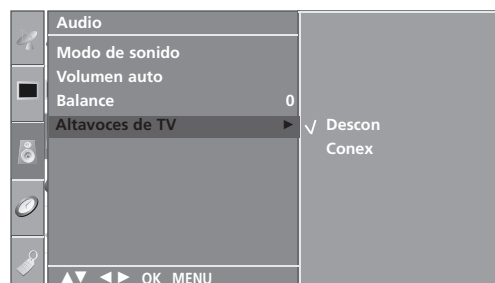 Audio
Modo de sonido
Volumen auto
Balance 0
Altavoces de TV ► √ Descon
Conex
▲▼ ◄► OK MENU